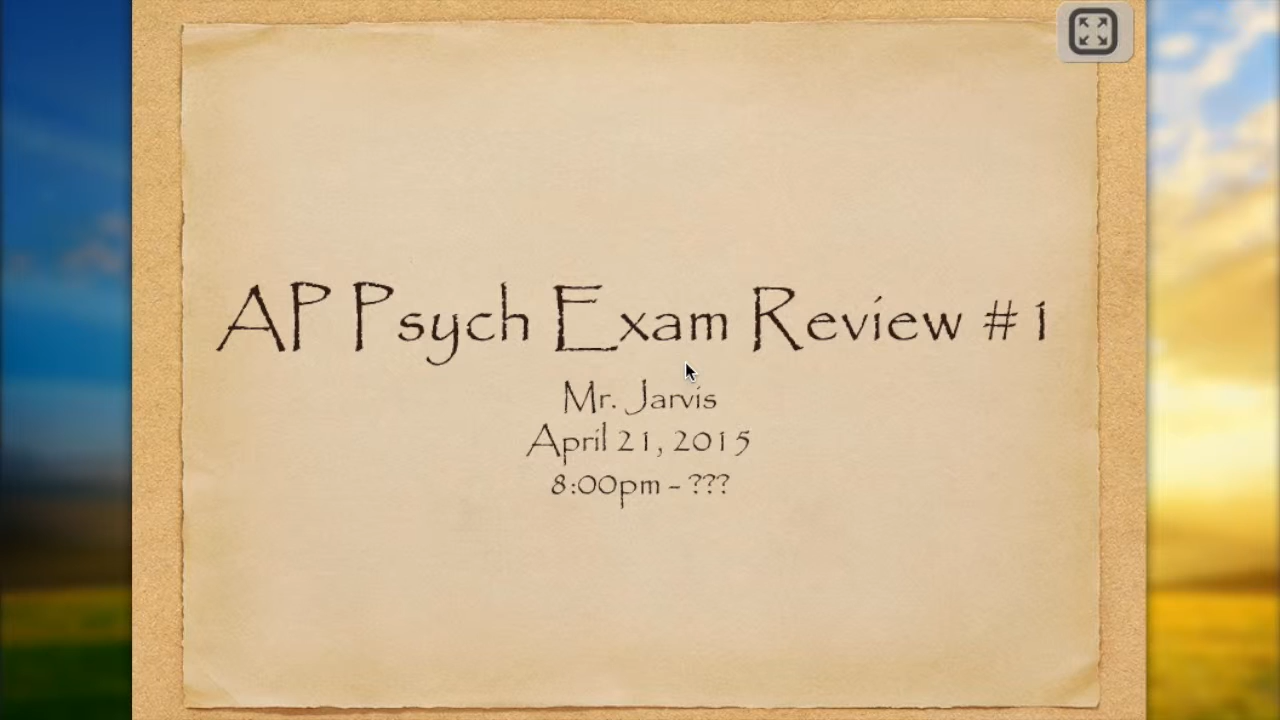 AP Psych Exam Review #1
Mr. Jarvis
April 21, 2015
8:00pm - ???